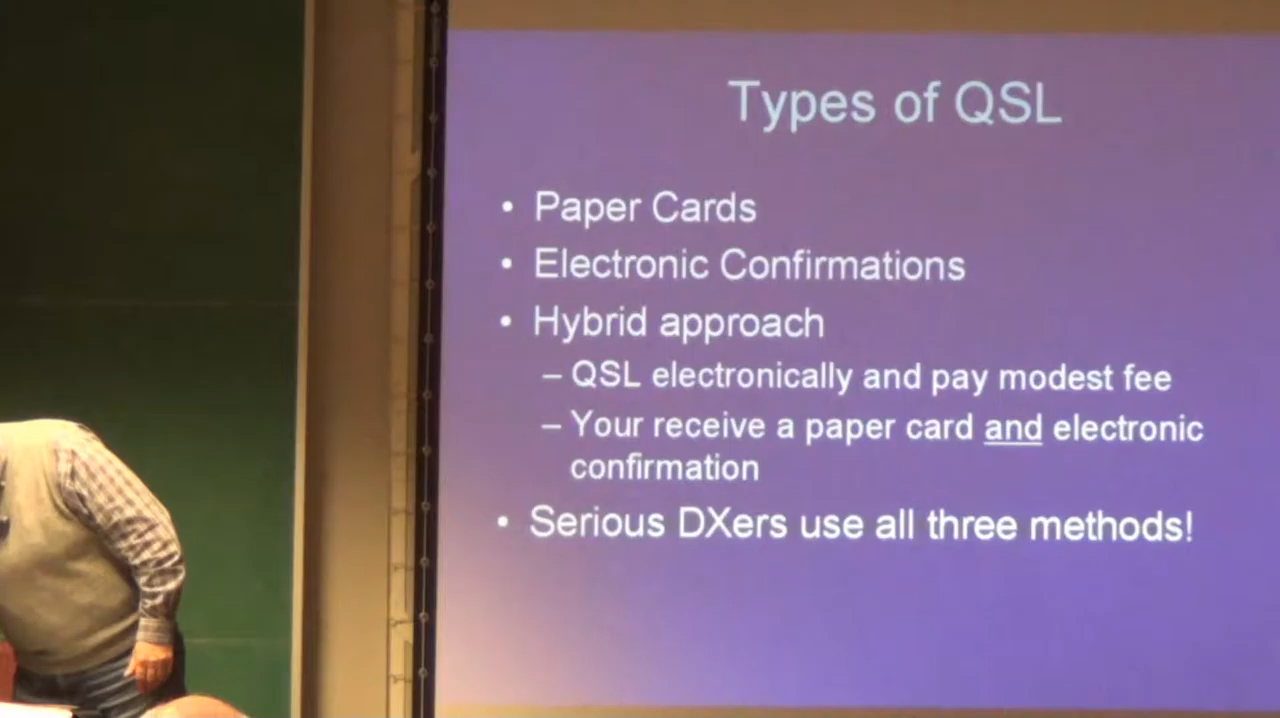 Types of QSL
• Paper Cards
• Electronic Confirmations
• Hybrid approach
– QSL electronically and pay modest fee
– Your receive a paper card and electronic
confirmation
• Serious DXers use all three methods!